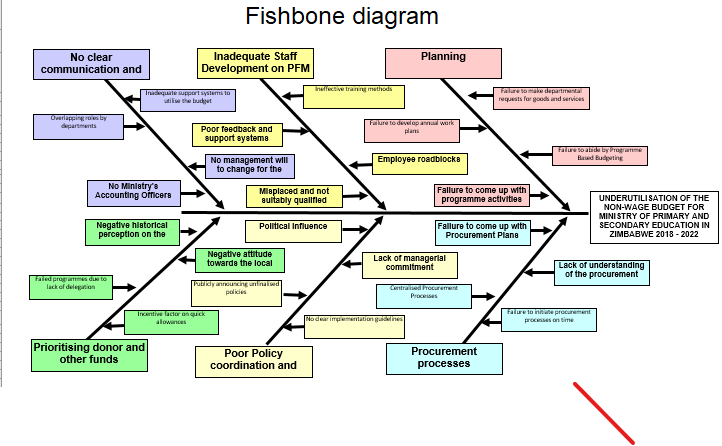 Fishbone diagram
No clear
communication and
Inadequate Staff
Development on PFM
Planning
Inadequate support systems to
utilise the budget
Ineffective training methods
Failure to make departmental
requests for goods and services
Overlapping roles by
departments
Poor feedback and
support systems
Failure to develop annual work
plans
No management will
to change for the
Employee roadblocks
Failure to abide by Programme
Based Budgeting
No Ministry's
Accounting Officers
Misplaced and not
suitably qualified
Failure to come up with
programme activities
UNDERUTILISATION OF THE
NON-WAGE BUDGET FOR
MINISTRY OF PRIMARY AND
SECONDARY EDUCATION IN
ZIMBABWE 2018 - 2022
Negative historical
perception on the
Political influence
Failure to come up with
Procurement Plans
Negative attitude
towards the local
Lack of managerial
commitment
Lack of understanding
of the procurement
Failed programmes due to
lack of delegation
Publicly announcing unfinalised
policies
Centralised Procurement
Processes
Incentive factor on quick
allowances
No clear implementation guidelines
Failure to initiate procurement
processes on time
Prioritising donor and
other funds
Poor Policy
coordination and
Procurement
processes